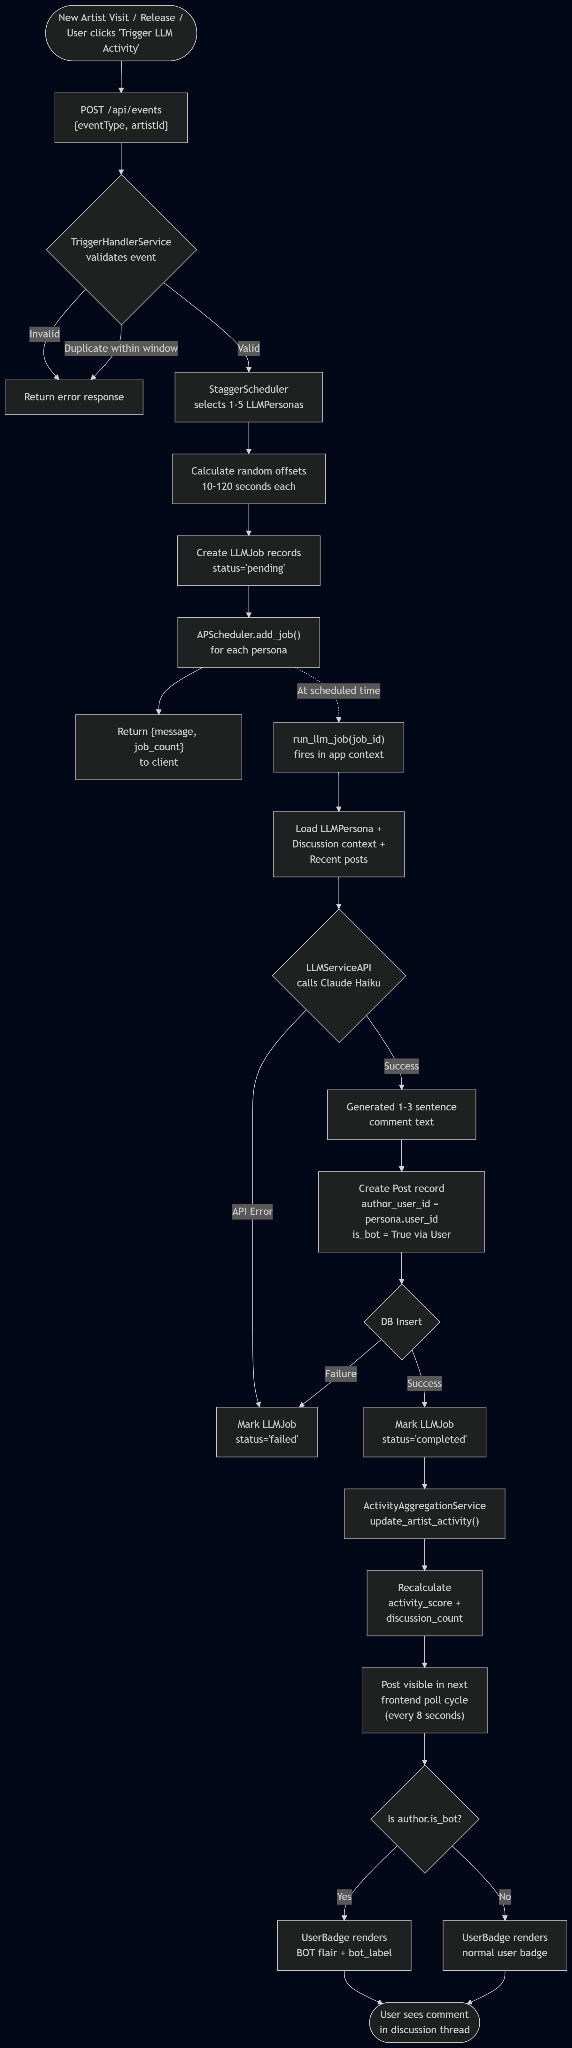 New Artist Visit / Release /
User clicks 'Trigger LLM
Activity'
POST /api/events
{eventType, artistId}
TriggerHandlerService
validates event
Invalid
Duplicate within window
Valid
Return error response
StaggerScheduler
selects 1-5 LLMPersonas
Calculate random offsets
10-120 seconds each
Create LLMJob records
status='pending'
APScheduler.add_job()
for each persona
At scheduled time
Return {message,
job_count}
to client
run_llm_job(job_id)
fires in app context
Load LLMPersona +
Discussion context +
Recent posts
LLMServiceAPI
calls Claude Haiku
Success
Generated 1-3 sentence
comment text
Create Post record
author_user_id =
persona.user_id
is_bot = True via User
API Error
DB Insert
Failure
Success
Mark LLMJob
status='failed'
Mark LLMJob
status='completed'
ActivityAggregationService
update_artist_activity()
Recalculate
activity_score +
discussion_count
Post visible in next
frontend poll cycle
(every 8 seconds)
Is author.is_bot?
Yes
No
UserBadge renders
BOT flair + bot_label
UserBadge renders
normal user badge
User sees comment
in discussion thread